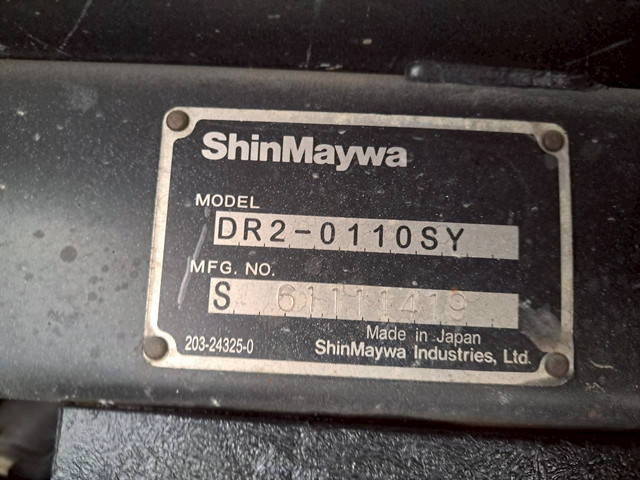 ShinMaywa
MODEL
DR2-0110SY
MFG. NO.
S 61111419
Made in Japan
203-24325-0 ShinMaywa Industries, Ltd.